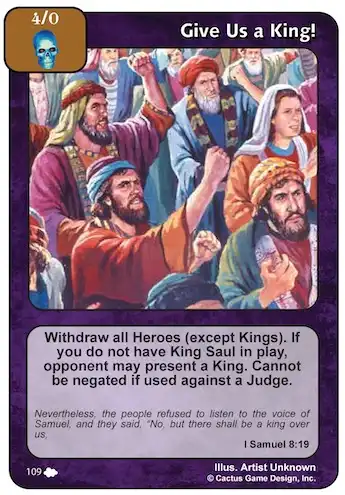 4/0
Give Us a King!
Withdraw all Heroes (except Kings). If
you do not have King Saul in play,
opponent may present a King. Cannot
be negated if used against a Judge.
Nevertheless, the people refused to listen to the voice of
Samuel, and they said, “No, but there shall be a king over
us,
I Samuel 8:19
109
Illus. Artist Unknown
© Cactus Game Design, Inc.